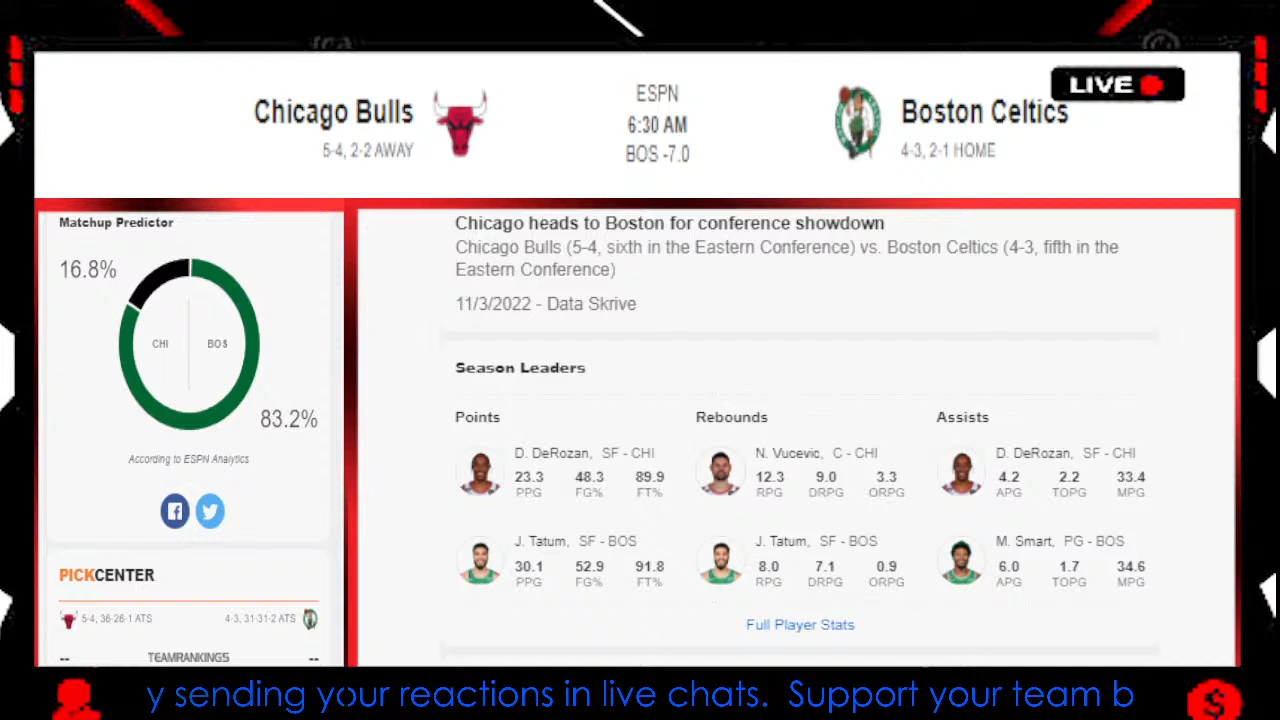 LIVE
Chicago Bulls
5-4, 2-2 AWAY
ESPN
6:30 AM
BOS -7.0
Boston Celtics
4-3, 2-1 HOME
Matchup Predictor
16.8%
CHI
BOS
83.2%
According to ESPN Analytics
PICKCENTER
5-4, 36-26-1 ATS
4-3, 31-31-2 ATS
-- TEAMRANKINGS --
Chicago heads to Boston for conference showdown
Chicago Bulls (5-4, sixth in the Eastern Conference) vs. Boston Celtics (4-3, fifth in the
Eastern Conference)
11/3/2022 - Data Skrive
Season Leaders
Points
D. DeRozan, SF - CHI
23.3 48.3 89.9
PPG FG% FT%
J. Tatum, SF - BOS
30.1 52.9 91.8
PPG FG% FT%
Rebounds
N. Vucevic, C - CHI
12.3 9.0 3.3
RPG DRPG ORPG
J. Tatum, SF - BOS
8.0 7.1 0.9
RPG DRPG ORPG
Assists
D. DeRozan, SF - CHI
4.2 2.2 33.4
APG TOPG MPG
M. Smart, PG - BOS
6.0 1.7 34.6
APG TOPG MPG
Full Player Stats
y sending your reactions in live chats. Support your team b